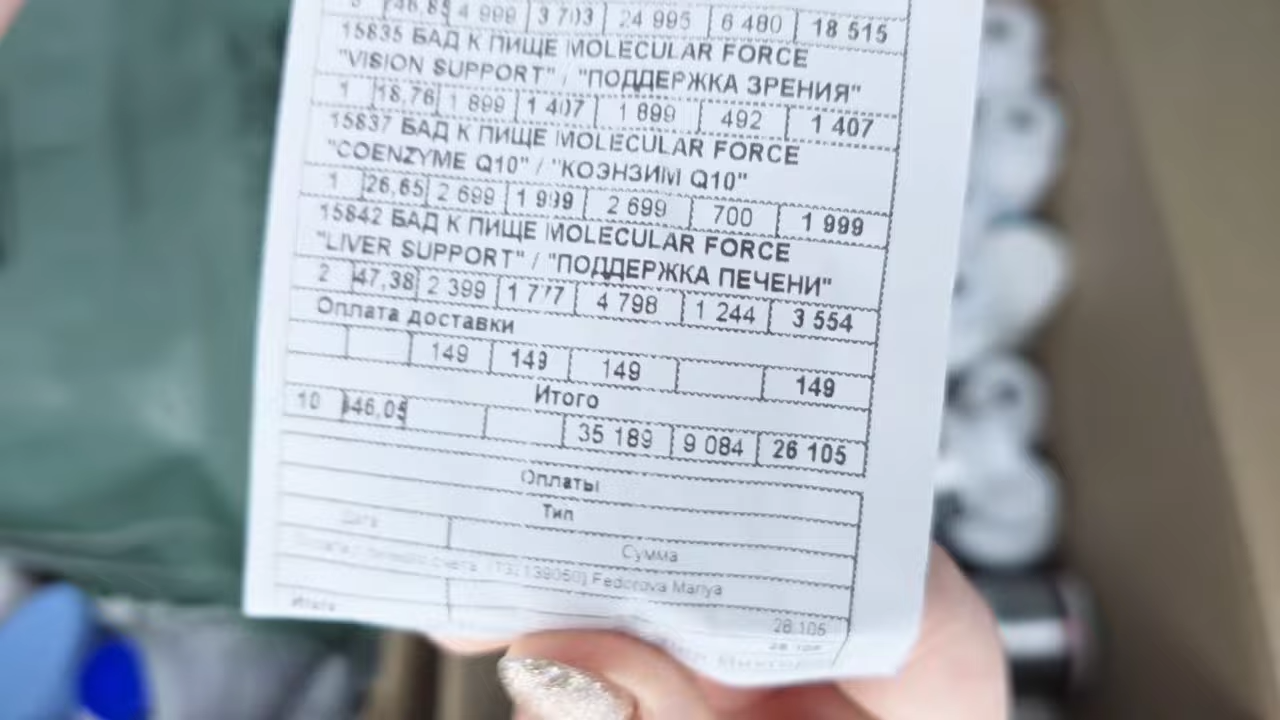 4 999 3 703 24 995 6 480 18 515
15835 БАД К ПИЩЕ MOLECULAR FORCE
"VISION SUPPORT" / "ПОДДЕРЖКА ЗРЕНИЯ"
1 18,76 1 899 1 407 1 899 492 1 407
15837 БАД К ПИЩЕ MOLECULAR FORCE
"COENZYME Q10" / "КОЭНЗИМ Q10"
1 26,65 2 699 1 999 2 699 700 1 999
15842 БАД К ПИЩЕ MOLECULAR FORCE
"LIVER SUPPORT" / "ПОДДЕРЖКА ПЕЧЕНИ"
2 47,38 2 399 1 777 4 798 1 244 3 554
Оплата доставки
149 149 149 149
Итого
10 35 189 9 084 26 105
Оплаты
Тип
Дата Сумма
Fedorova Mariya
26 105
Итого